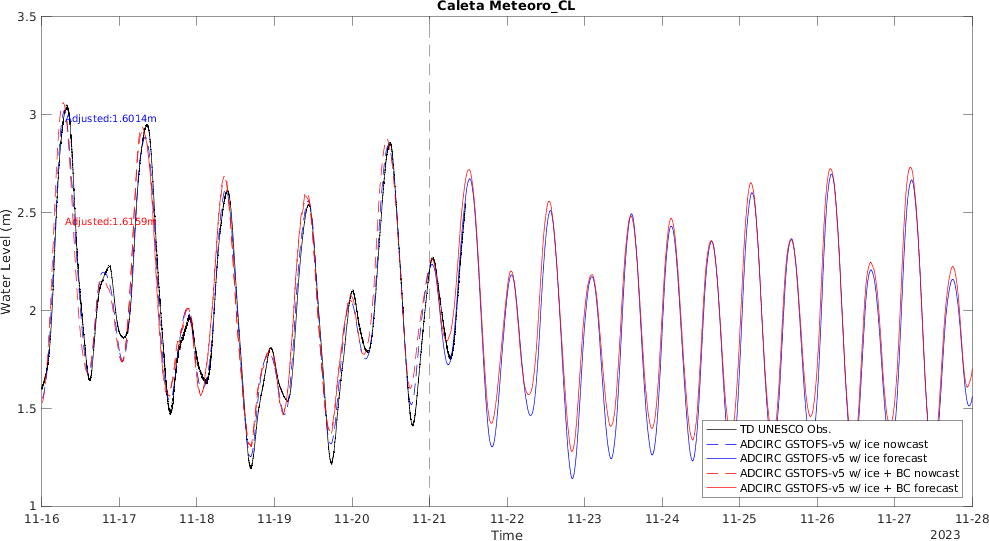 Caleta Meteoro_CL
Water Level (m)
3.5
3
2.5
2
1.5
1
Adjusted:1.6014m
Adjusted:1.6159m
TD UNESCO Obs.
ADCIRC GSTOFS-v5 w/ ice nowcast
ADCIRC GSTOFS-v5 w/ ice forecast
ADCIRC GSTOFS-v5 w/ ice + BC nowcast
ADCIRC GSTOFS-v5 w/ ice + BC forecast
11-16 11-17 11-18 11-19 11-20 11-21 11-22 11-23 11-24 11-25 11-26 11-27 11-28
Time
2023